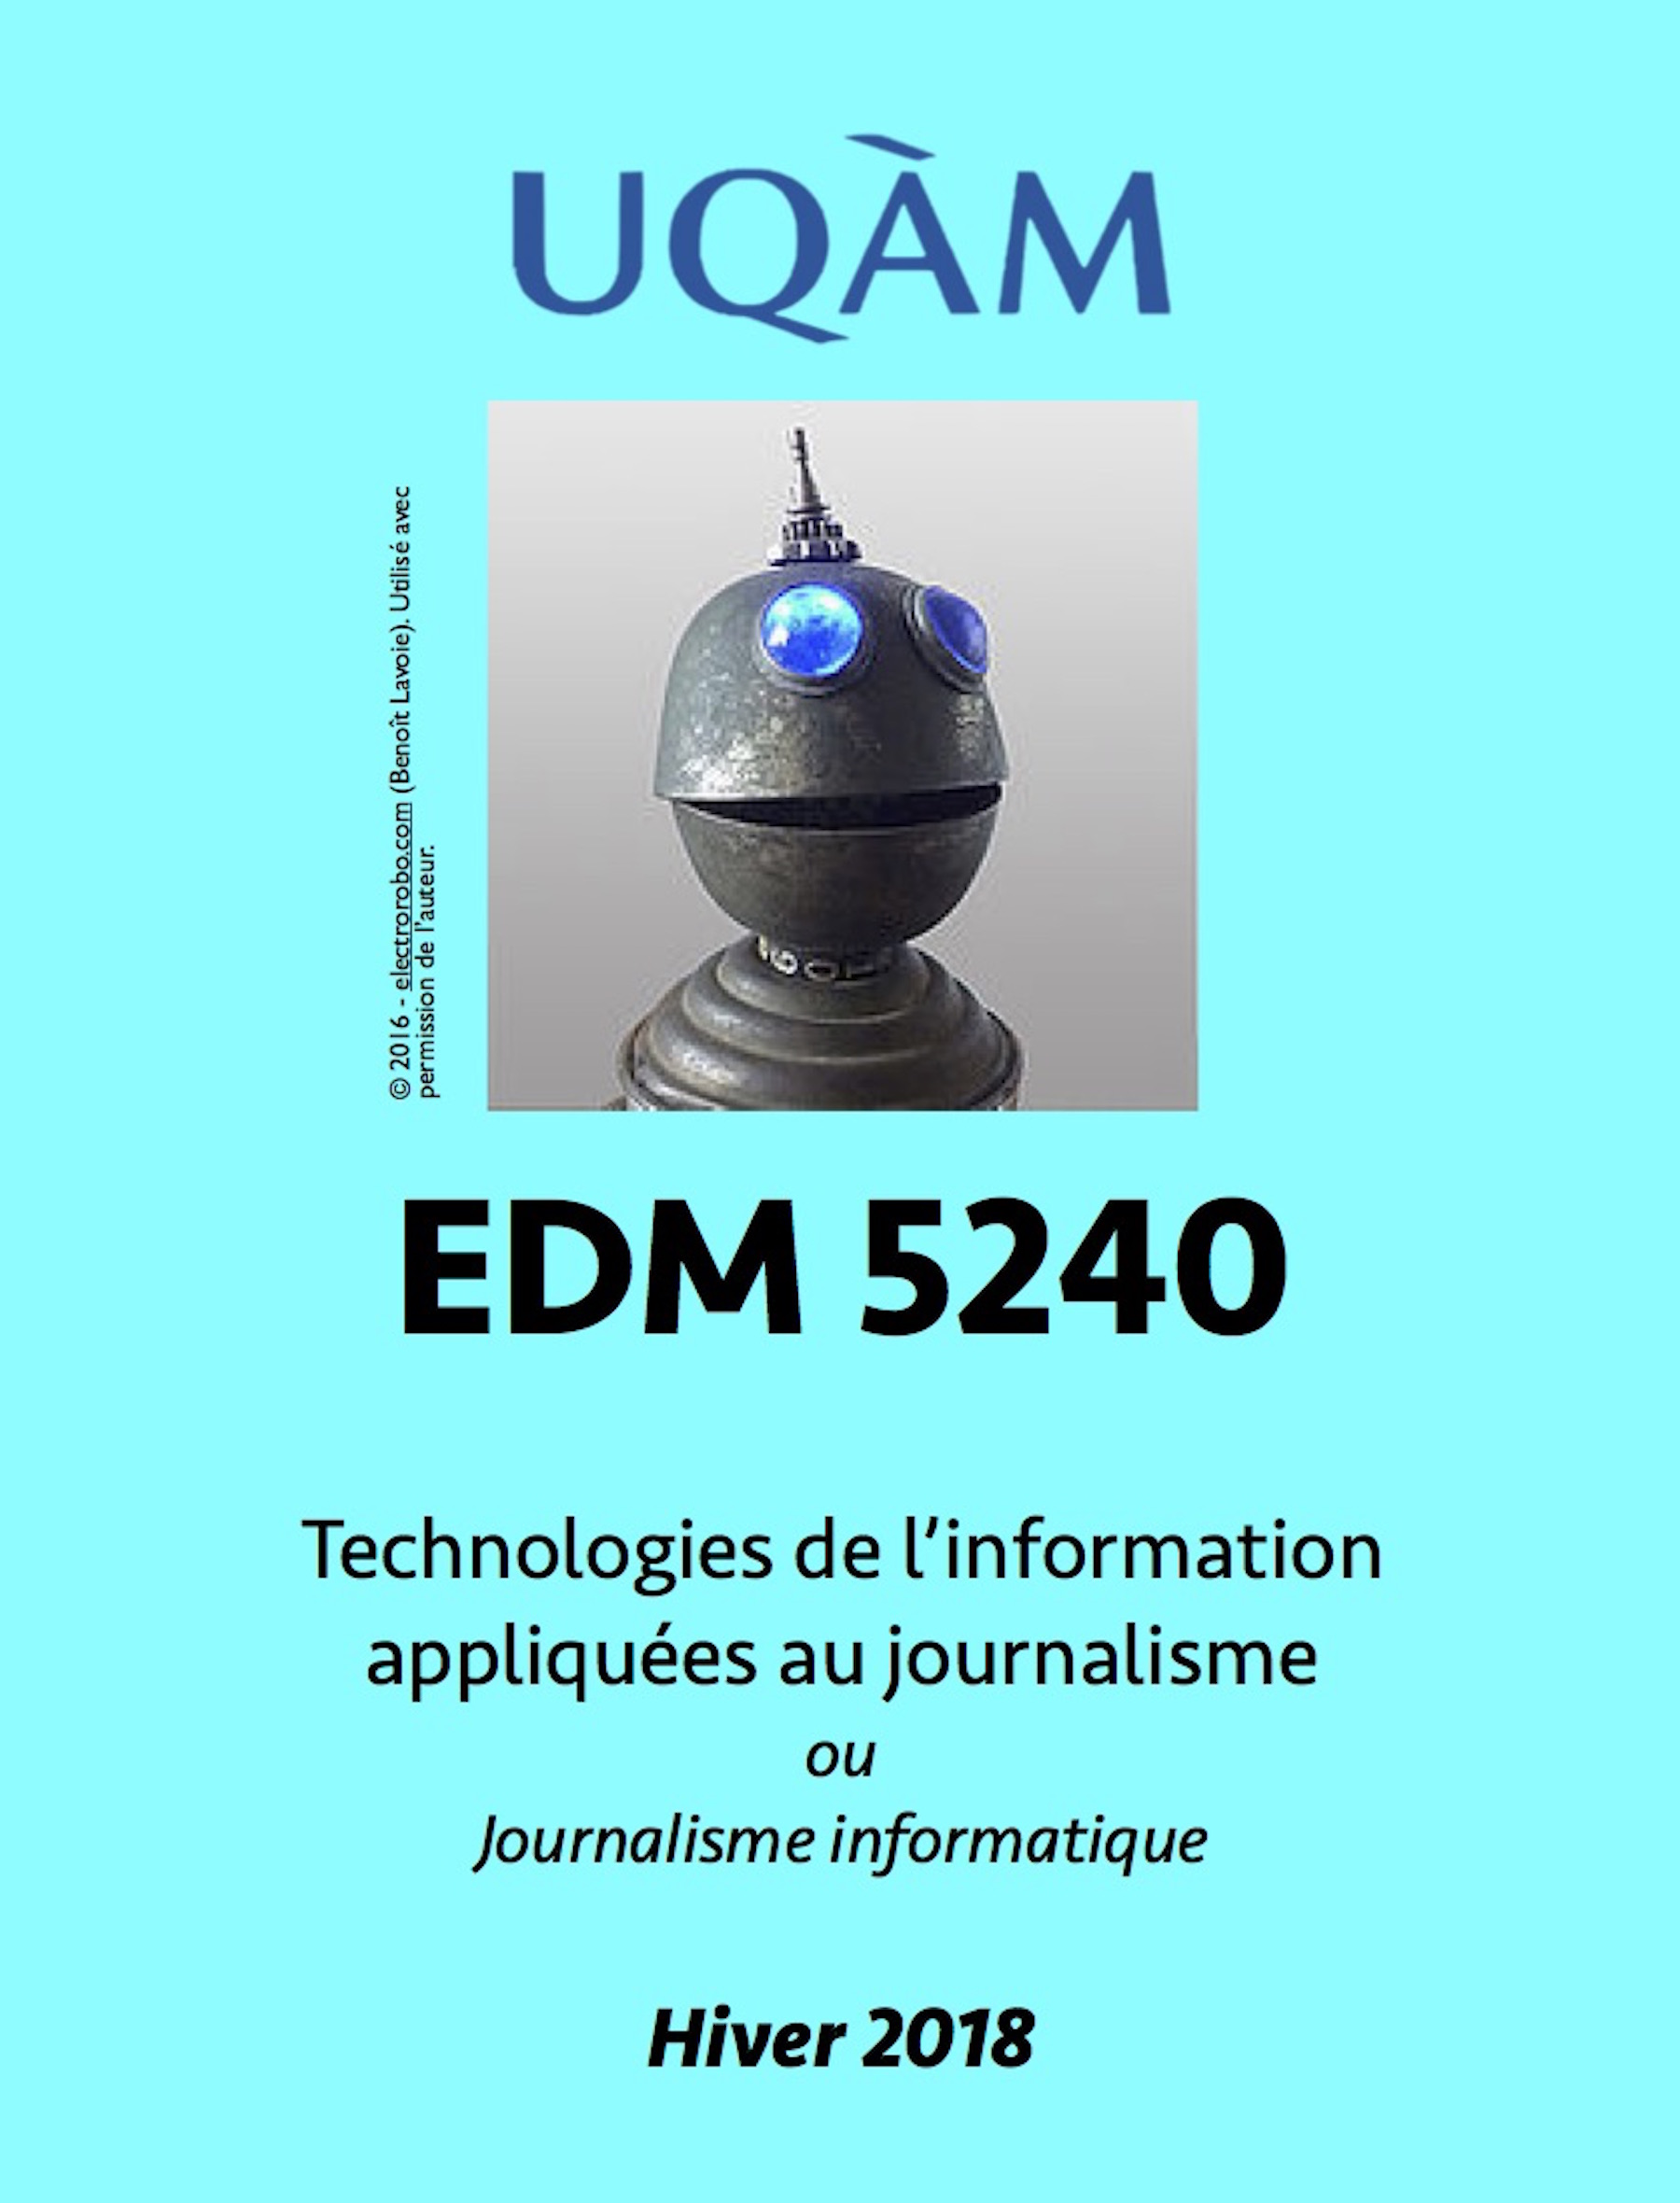 UQÀM
© 2016 - electrorobo.com (Benoît Lavoie). Utilisé avec
permission de l'auteur.
EDM 5240
Technologies de l’information
appliquées au journalisme
ou
Journalisme informatique
Hiver 2018